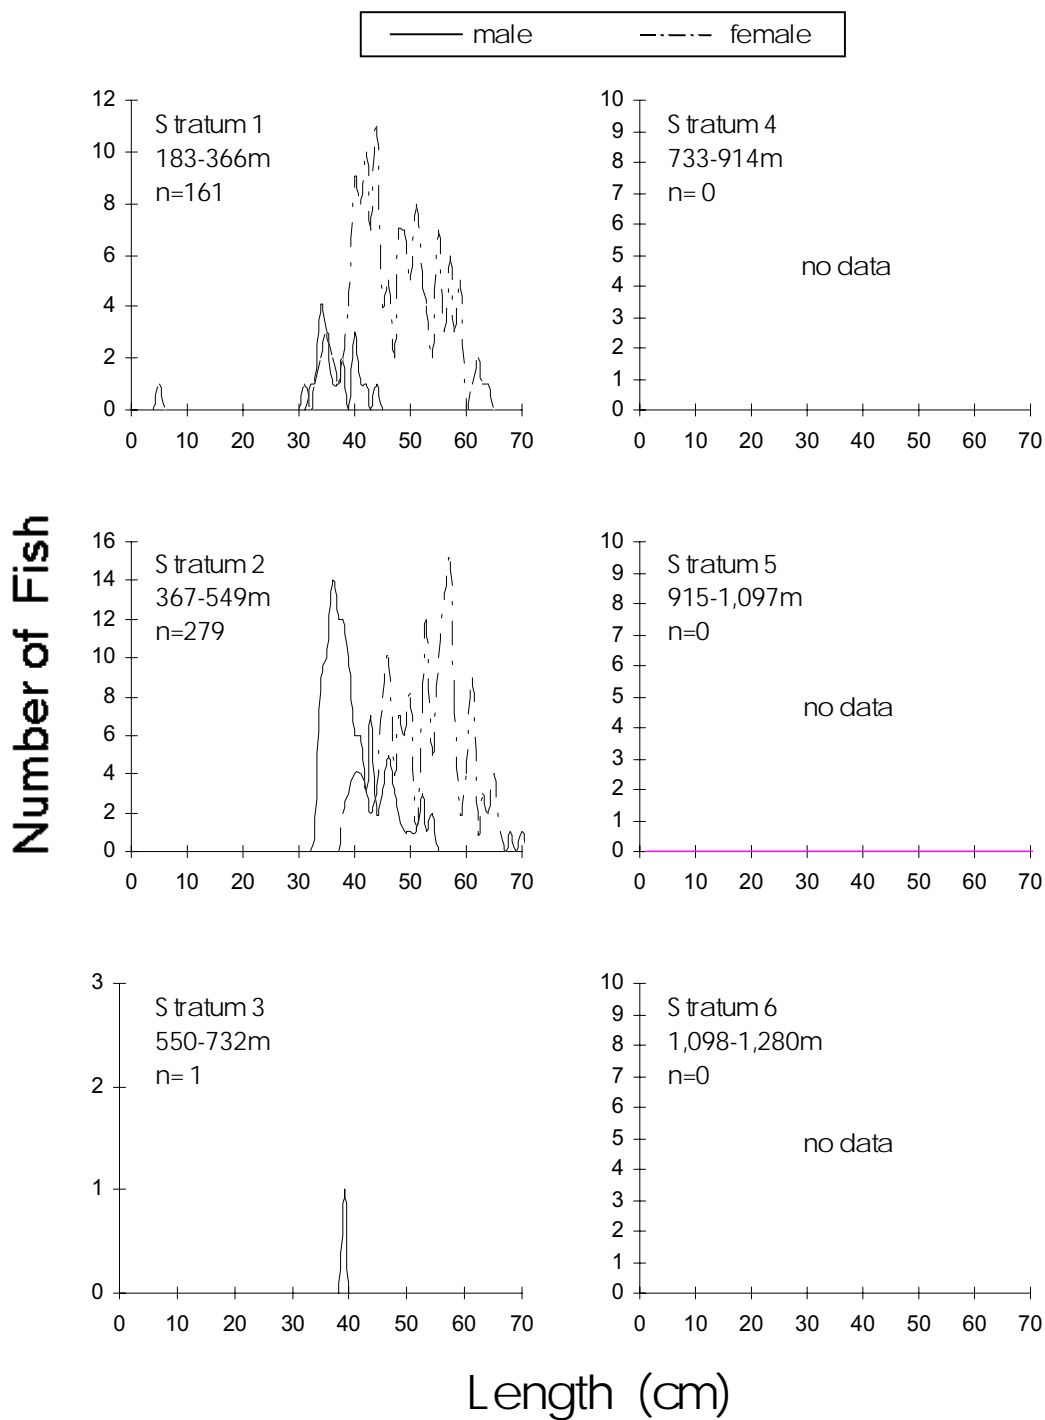 male female
Stratum 1
183-366m
n=161
12
10
8
6
4
2
0
0 10 20 30 40 50 60 70
Stratum 4
733-914m
n= 0
no data
10
9
8
7
6
5
4
3
2
1
0
0 10 20 30 40 50 60 70
Number of Fish
Stratum 2
367-549m
n=279
16
14
12
10
8
6
4
2
0
0 10 20 30 40 50 60 70
Stratum 5
915-1,097m
n=0
no data
10
9
8
7
6
5
4
3
2
1
0
0 10 20 30 40 50 60 70
Stratum 3
550-732m
n= 1
3
2
1
0
0 10 20 30 40 50 60 70
Stratum 6
1,098-1,280m
n=0
no data
10
9
8
7
6
5
4
3
2
1
0
0 10 20 30 40 50 60 70
Length (cm)